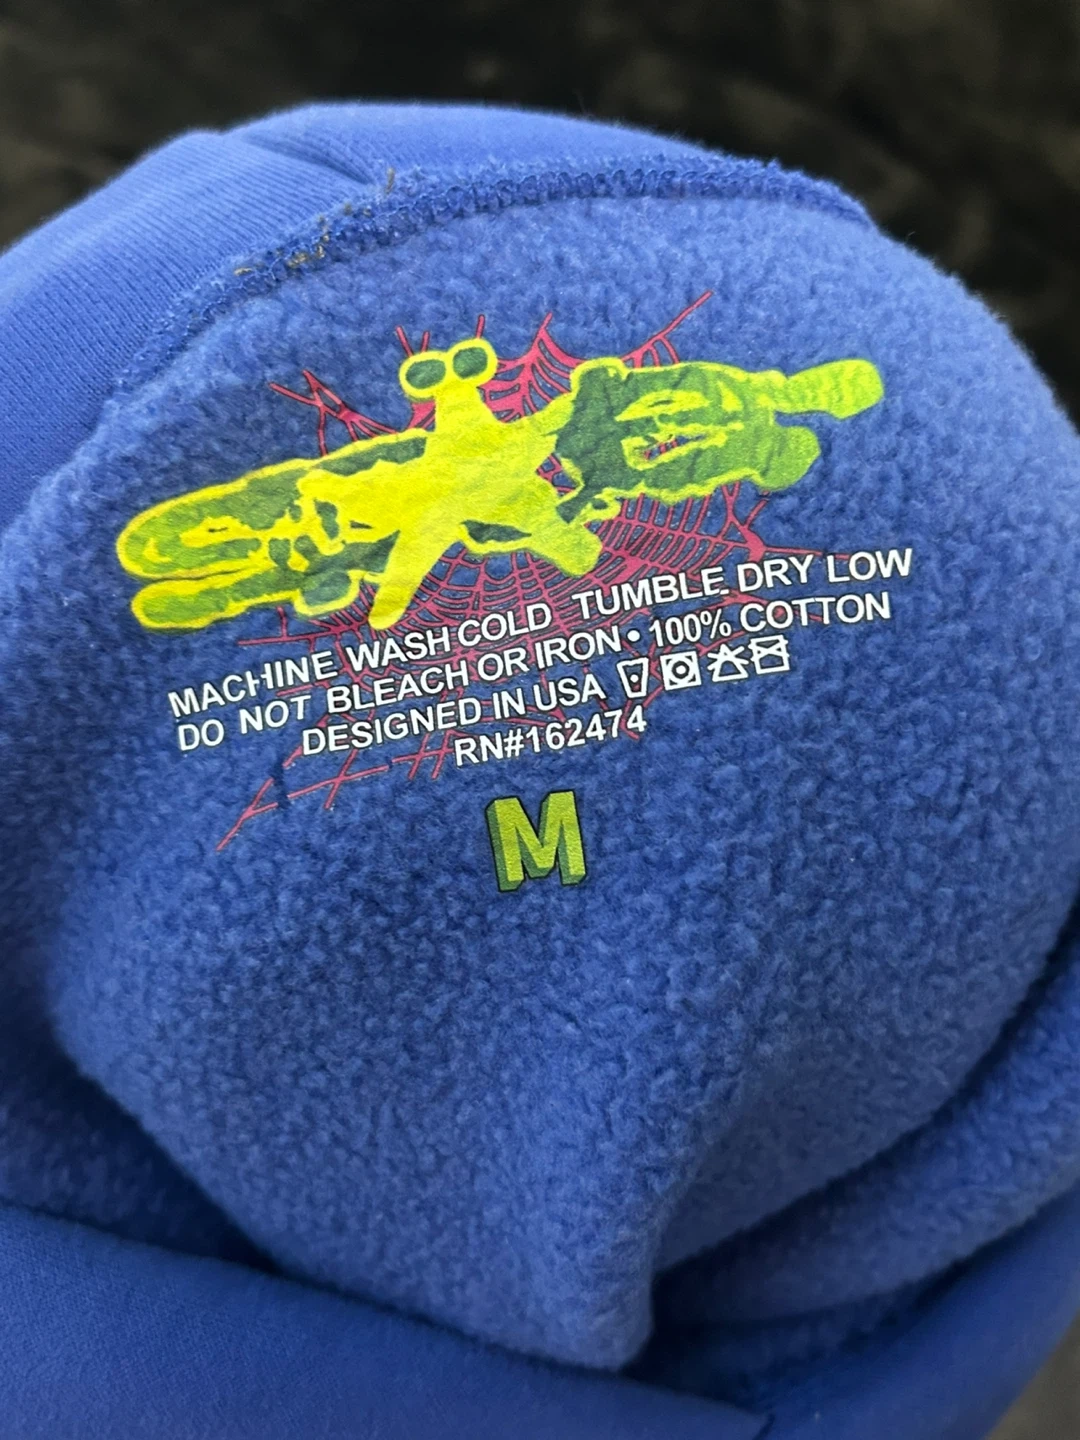 MACHINE WASH COLD TUMBLE DRY LOW
DO NOT BLEACH OR IRON • 100% COTTON
DESIGNED IN USA
RN#162474
M